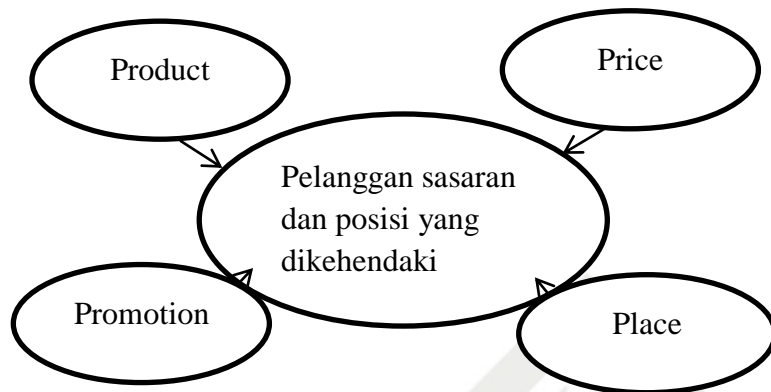 Product
Price
Pelanggan sasaran
dan posisi yang
dikehendaki
Promotion
Place